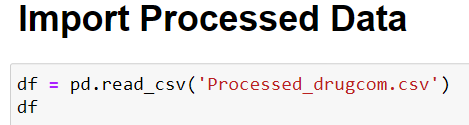 Import Processed Data
df = pd.read_csv('Processed_drugcom.csv')
df